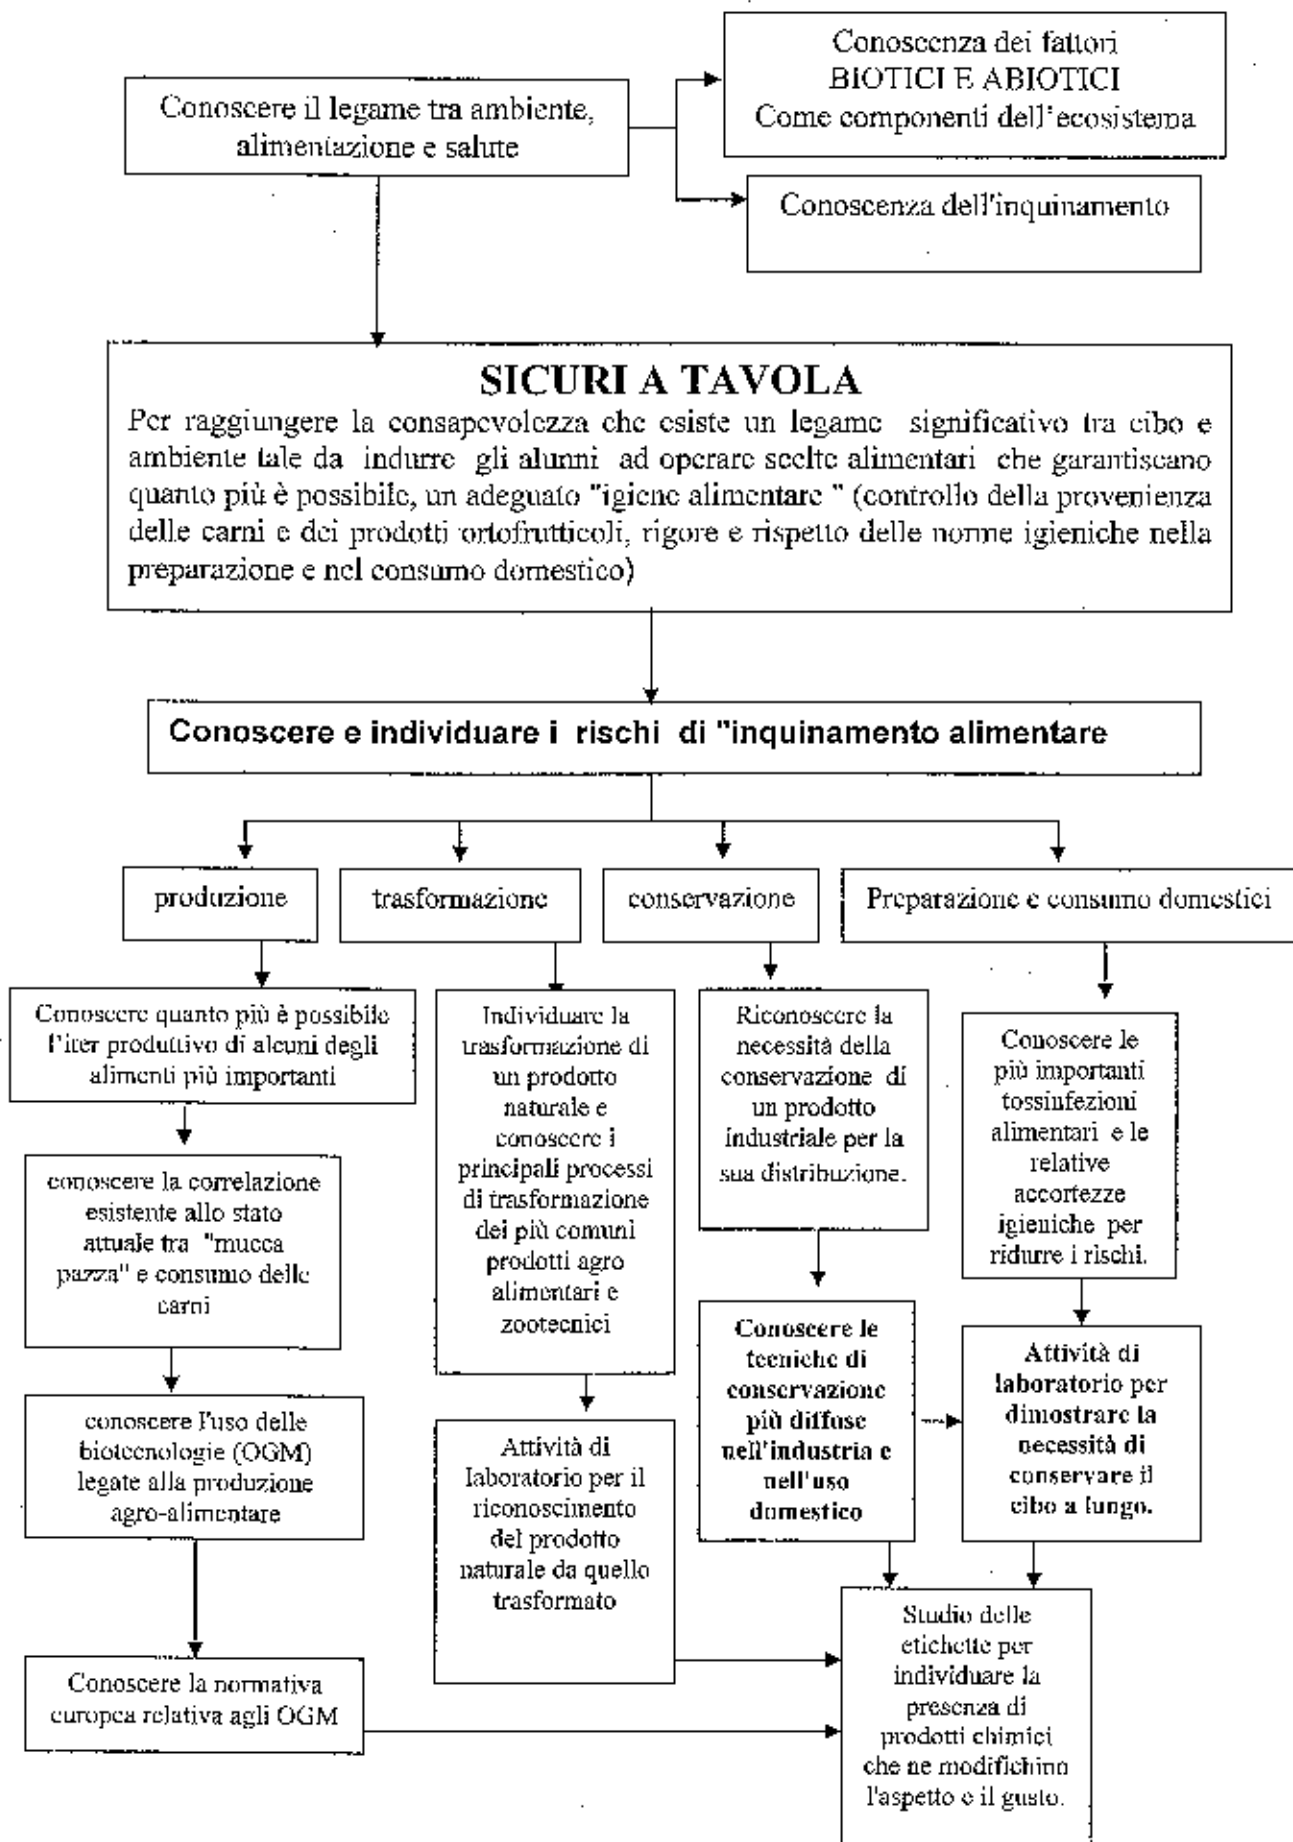 Conoscenza dei fattori
BIOTICI E ABIOTICI
Come componenti dell'ecosistema
Conoscere il legame tra ambiente,
alimentazione e salute
Conoscenza dell'inquinamento
SICURI A TAVOLA
Per raggiungere la consapevolezza che esiste un legame significativo tra cibo e
ambiente tale da indurre gli alunni ad operare scelte alimentari che garantiscano
quanto più è possibile, un adeguato "igiene alimentare " (controllo della provenienza
delle carni e dei prodotti ortofrutticoli, rigore e rispetto delle norme igieniche nella
preparazione e nel consumo domestico)
Conoscere e individuare i rischi di "inquinamento alimentare
produzione
trasformazione
conservazione
Preparazione e consumo domestici
Conoscere quanto più è possibile
l'iter produttivo di alcuni degli
alimenti più importanti
conoscere la correlazione
esistente allo stato
attuale tra "mucca
pazza" e consumo delle
carni
conoscere l'uso delle
biotecnologie (OGM)
legate alla produzione
agro-alimentare
Conoscere la normativa
europea relativa agli OGM
Individuare la
trasformazione di
un prodotto
naturale e
conoscere i
principali processi
di trasformazione
dei più comuni
prodotti agro
alimentari e
zootecnici
Attività di
laboratorio per il
riconoscimento
del prodotto
naturale da quello
trasformato
Riconoscere la
necessità della
conservazione di
un prodotto
industriale per la
sua distribuzione.
Conoscere le
tecniche di
conservazione
più diffuse
nell'industria e
nell'uso
domestico
Conoscere le
più importanti
tossinfezioni
alimentari e le
relative
accortezze
igieniche per
ridurre i rischi.
Attività di
laboratorio per
dimostrare la
necessità di
conservare il
cibo a lungo.
Studio delle
etichette per
individuare la
presenza di
prodotti chimici
che ne modifichino
l'aspetto e il gusto.